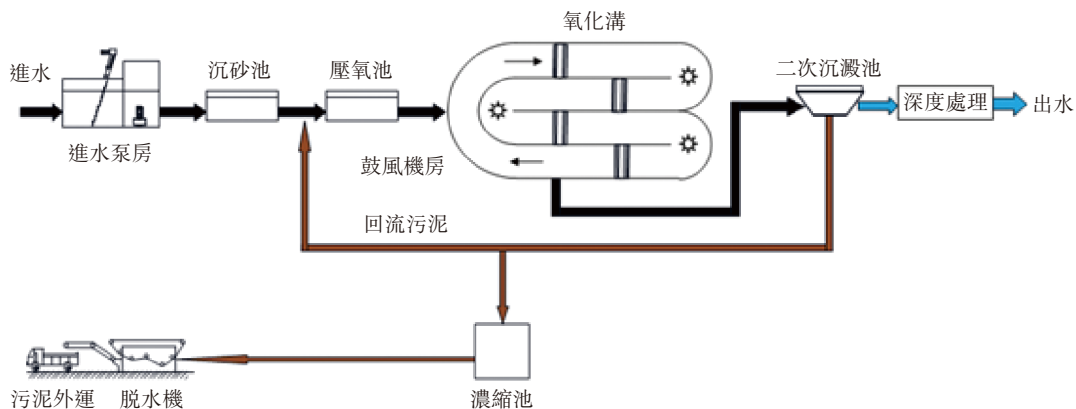 氧化溝
進水
沉砂池
壓氧池
二次沉澱池
深度處理
出水
進水泵房
鼓風機房
回流污泥
污泥外運
脱水機
濃縮池